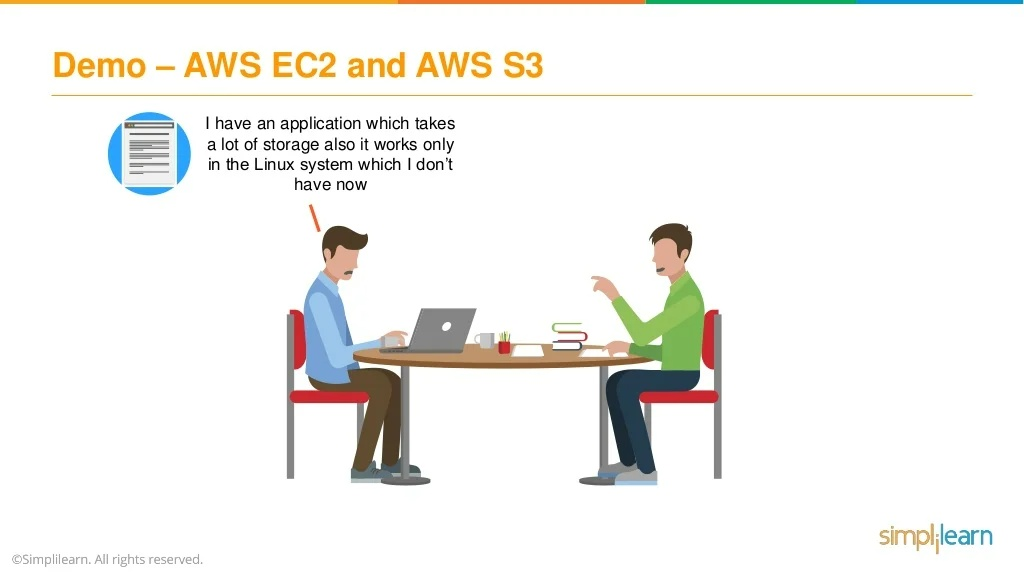 Demo – AWS EC2 and AWS S3
I have an application which takes
a lot of storage also it works only
in the Linux system which I don’t
have now
simplilearn
©Simplilearn. All rights reserved.